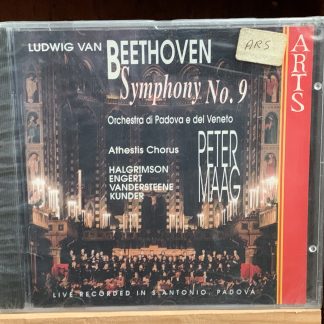 LUDWIG VAN BEETHOVEN
Symphony No. 9
ARS
ARTS
Orchestra di Padova e del Veneto
Athestis Chorus
PETER MAAG
HALGRIMSON
ENGERT
VANDERSTEENE
KUNDER
LIVE RECORDED IN S.ANTONIO, PADOVA